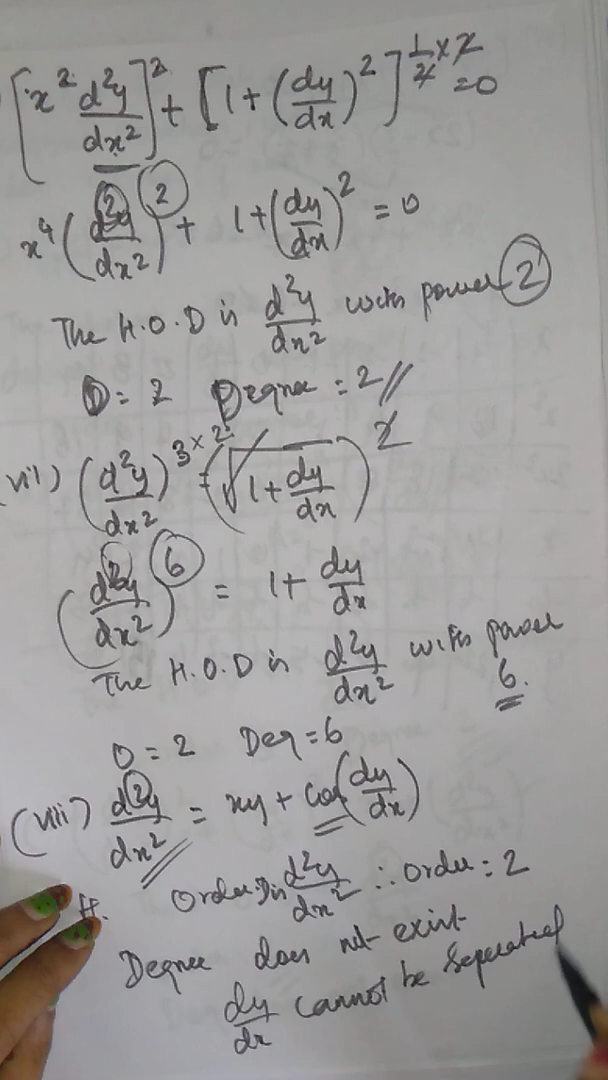 [x² d²y/dx²]² + [1 + (dy/dx)²]^(1/2 × 2) = 0
x⁴ (d²y/dx²)² + 1 + (dy/dx)² = 0
The H.O.D is d²y/dx² with power 2
O = 2 Degree = 2 //
vii) (d²y/dx²)^(3 × 2) = (√(1 + dy/dx))²
(d²y/dx²)⁶ = 1 + dy/dx
The H.O.D is d²y/dx² with power
6.
O = 2 Deg = 6
(viii) d²y/dx² = xy + cos(dy/dx)
H. Order is d²y/dx² ∴ order = 2
Degree does not exist
dy/dx cannot be seperated